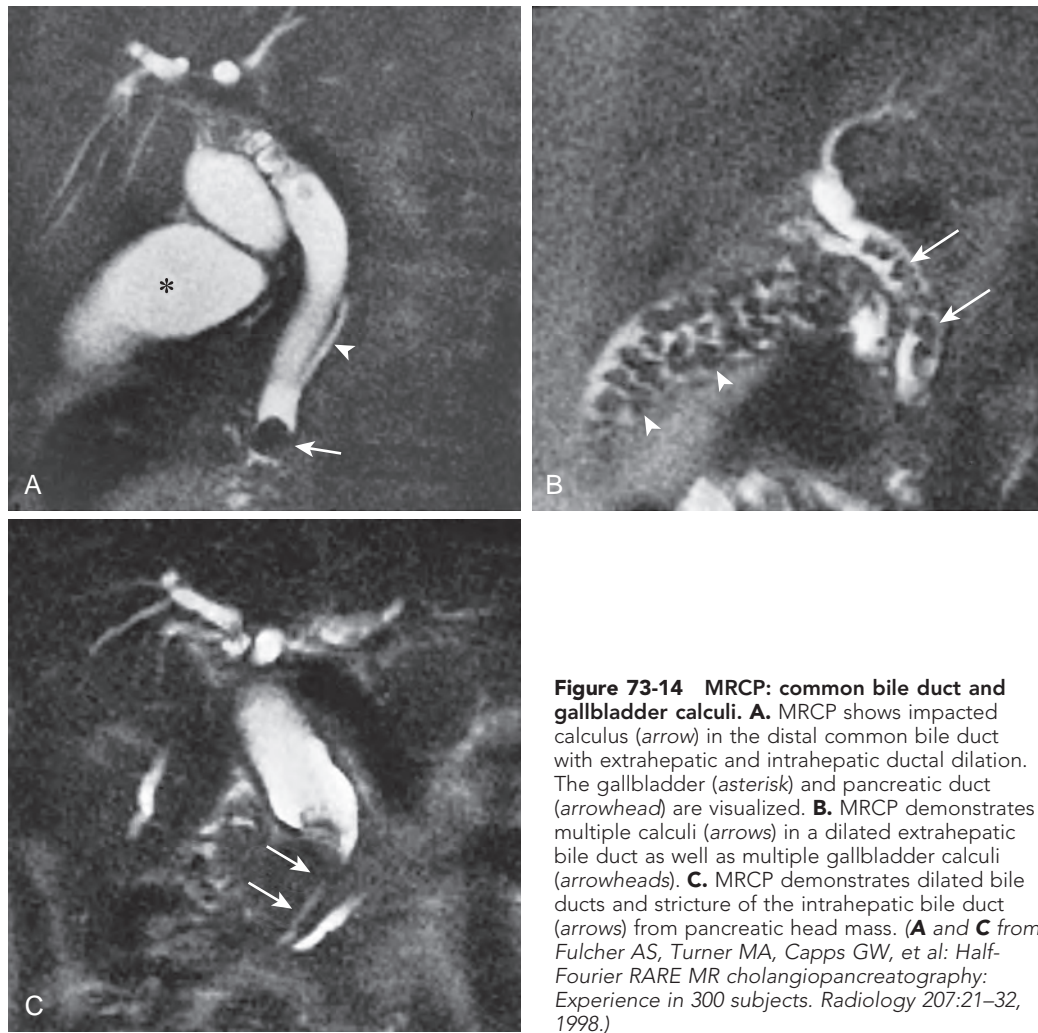 A
*
B
C
Figure 73-14 MRCP: common bile duct and
gallbladder calculi. A. MRCP shows impacted
calculus (arrow) in the distal common bile duct
with extrahepatic and intrahepatic ductal dilation.
The gallbladder (asterisk) and pancreatic duct
(arrowhead) are visualized. B. MRCP demonstrates
multiple calculi (arrows) in a dilated extrahepatic
bile duct as well as multiple gallbladder calculi
(arrowheads). C. MRCP demonstrates dilated bile
ducts and stricture of the intrahepatic bile duct
(arrows) from pancreatic head mass. (A and C from
Fulcher AS, Turner MA, Capps GW, et al: Half-
Fourier RARE MR cholangiopancreatography:
Experience in 300 subjects. Radiology 207:21–32,
1998.)